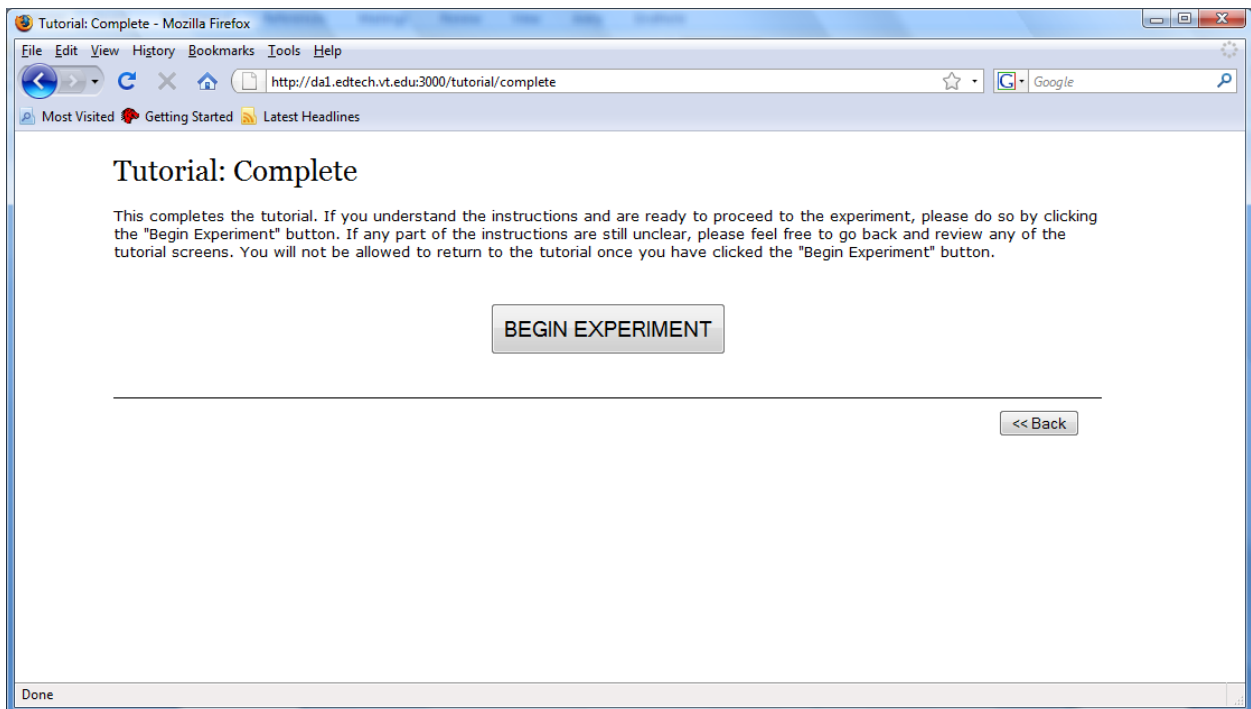 Tutorial: Complete - Mozilla Firefox
File Edit View History Bookmarks Tools Help
http://da1.edtech.vt.edu:3000/tutorial/complete
G Google
Most Visited Getting Started Latest Headlines
Tutorial: Complete
This completes the tutorial. If you understand the instructions and are ready to proceed to the experiment, please do so by clicking
the "Begin Experiment" button. If any part of the instructions are still unclear, please feel free to go back and review any of the
tutorial screens. You will not be allowed to return to the tutorial once you have clicked the "Begin Experiment" button.
BEGIN EXPERIMENT
<< Back
Done